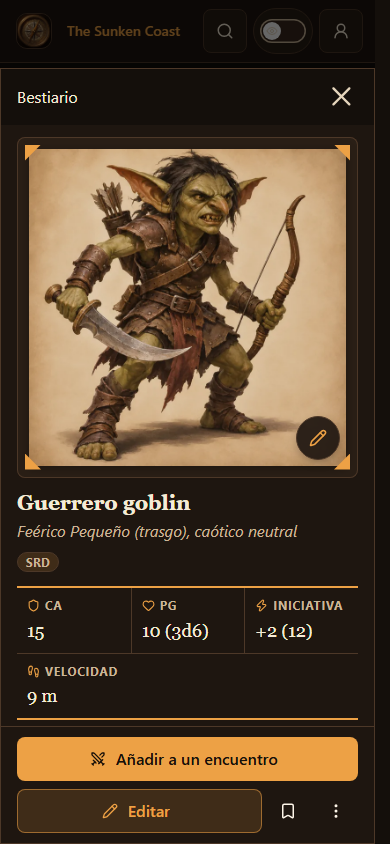 The Sunken Coast
Bestiario
Guerrero goblin
Feérico Pequeño (trasgo), caótico neutral
SRD
CA
PG
INICIATIVA
15
10 (3d6)
+2 (12)
VELOCIDAD
9 m
Añadir a un encuentro
Editar